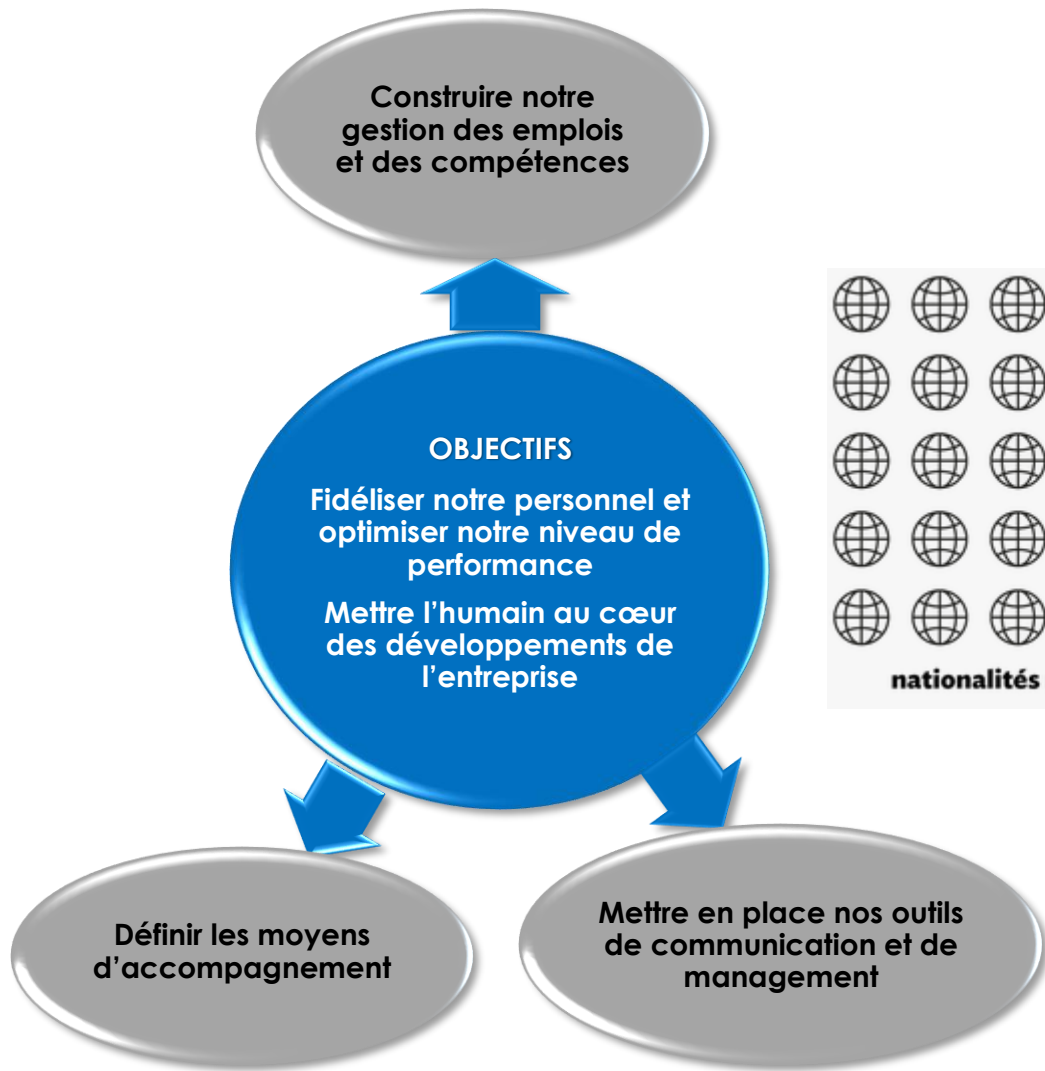 Construire notre
gestion des emplois
et des compétences
OBJECTIFS
Fidéliser notre personnel et
optimiser notre niveau de
performance
Mettre l’humain au cœur
des développements de
l’entreprise
nationalités
Définir les moyens
d’accompagnement
Mettre en place nos outils
de communication et de
management